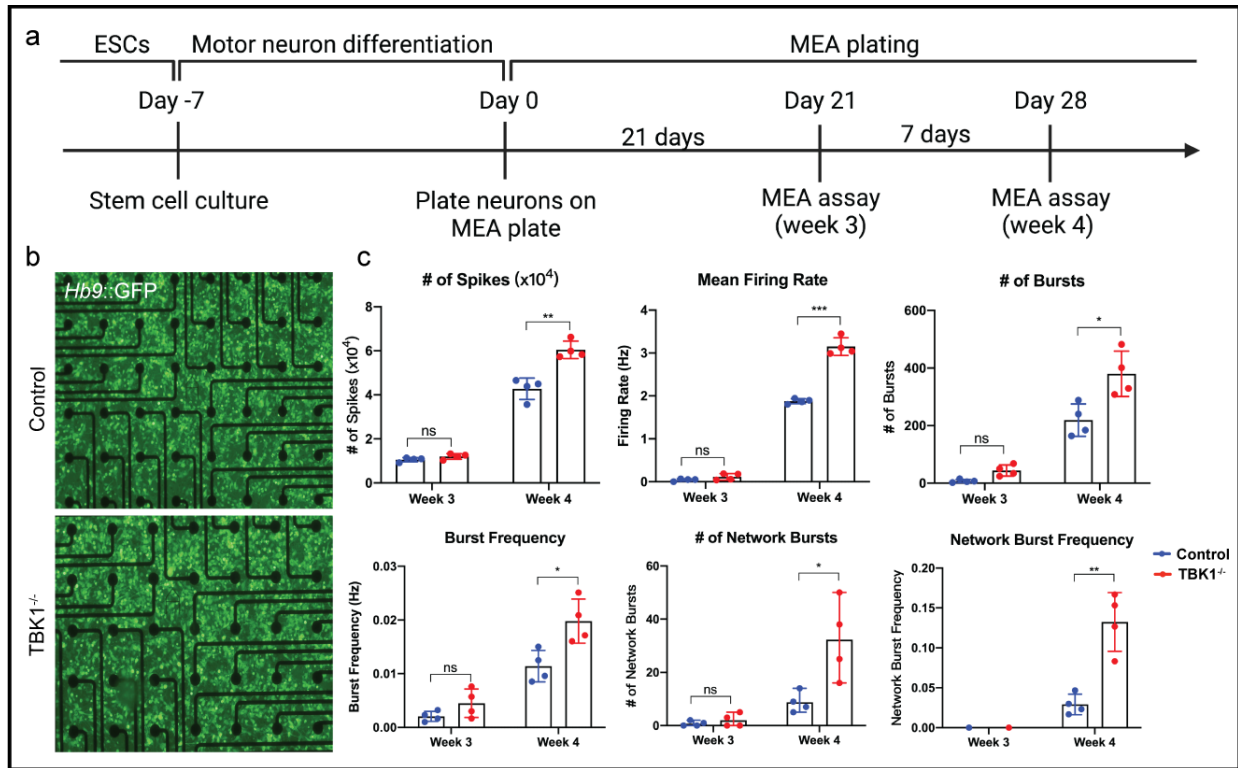 a
ESCs Motor neuron differentiation MEA plating
Day -7 Day 0 Day 21 Day 28
21 days 7 days
Stem cell culture Plate neurons on MEA assay MEA assay
MEA plate (week 3) (week 4)
b
Hb9::GFP
Control
TBK1-/-
c
# of Spikes (x10⁴)
# of Spikes (x10⁴)
8
6
4
2
0
ns
**
Week 3 Week 4
Mean Firing Rate
Firing Rate (Hz)
4
3
2
1
0
ns
***
Week 3 Week 4
# of Bursts
# of Bursts
600
400
200
0
ns
*
Week 3 Week 4
Burst Frequency
Burst Frequency (Hz)
0.03
0.02
0.01
0.00
ns
*
Week 3 Week 4
# of Network Bursts
# of Network Bursts
60
40
20
0
ns
*
Week 3 Week 4
Network Burst Frequency
Network Burst Frequency
0.20
0.15
0.10
0.05
0.00
**
Week 3 Week 4
Control
TBK1-/-